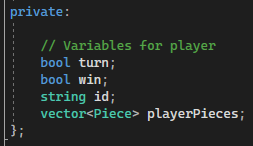 private:
// Variables for player
bool turn;
bool win;
string id;
vector<Piece> playerPieces;
};